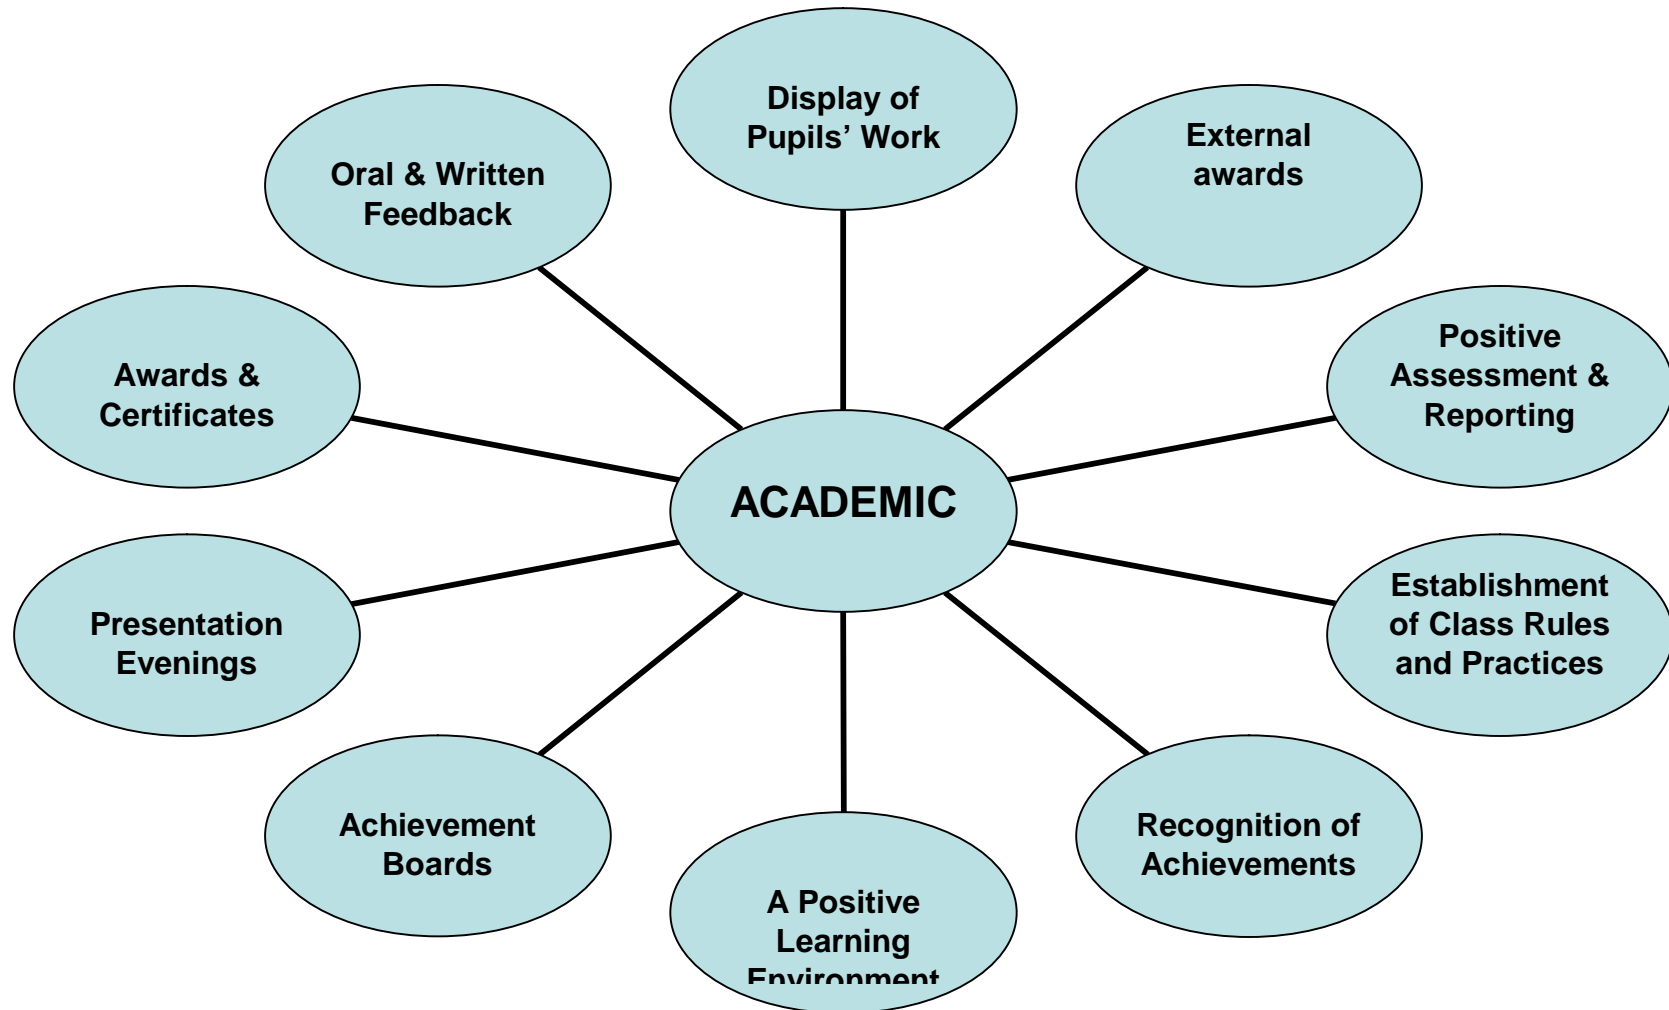 Display of
Pupils' Work
External
awards
Oral & Written
Feedback
Positive
Assessment &
Reporting
Awards &
Certificates
ACADEMIC
Establishment
of Class Rules
and Practices
Presentation
Evenings
Achievement
Boards
Recognition of
Achievements
A Positive
Learning
Environment